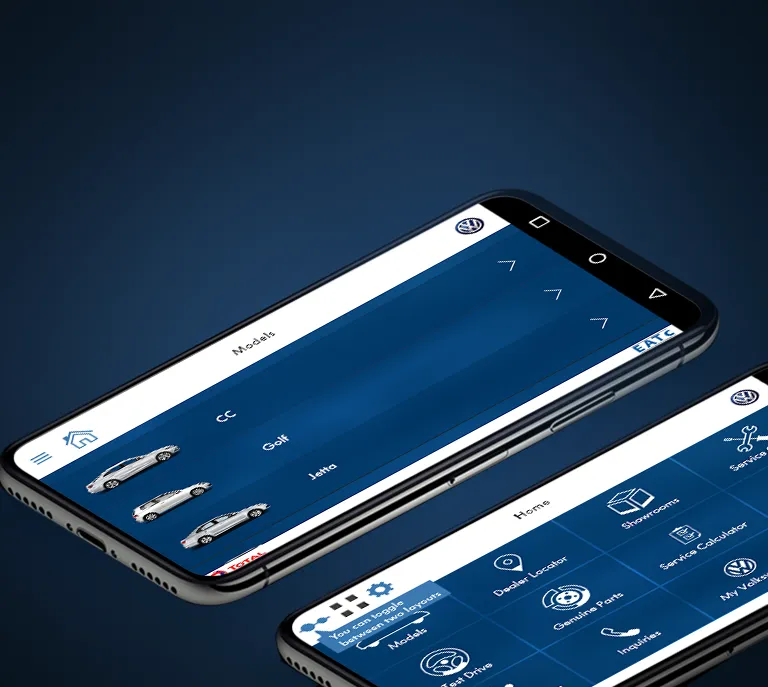 Models
CC
Golf
Jetta
EATC
TOTAL
Home
You can toggle
between two layouts
Models
Dealer Locator
Showrooms
Service
Test Drive
Genuine Parts
Service Calculator
Inquiries
My Volks